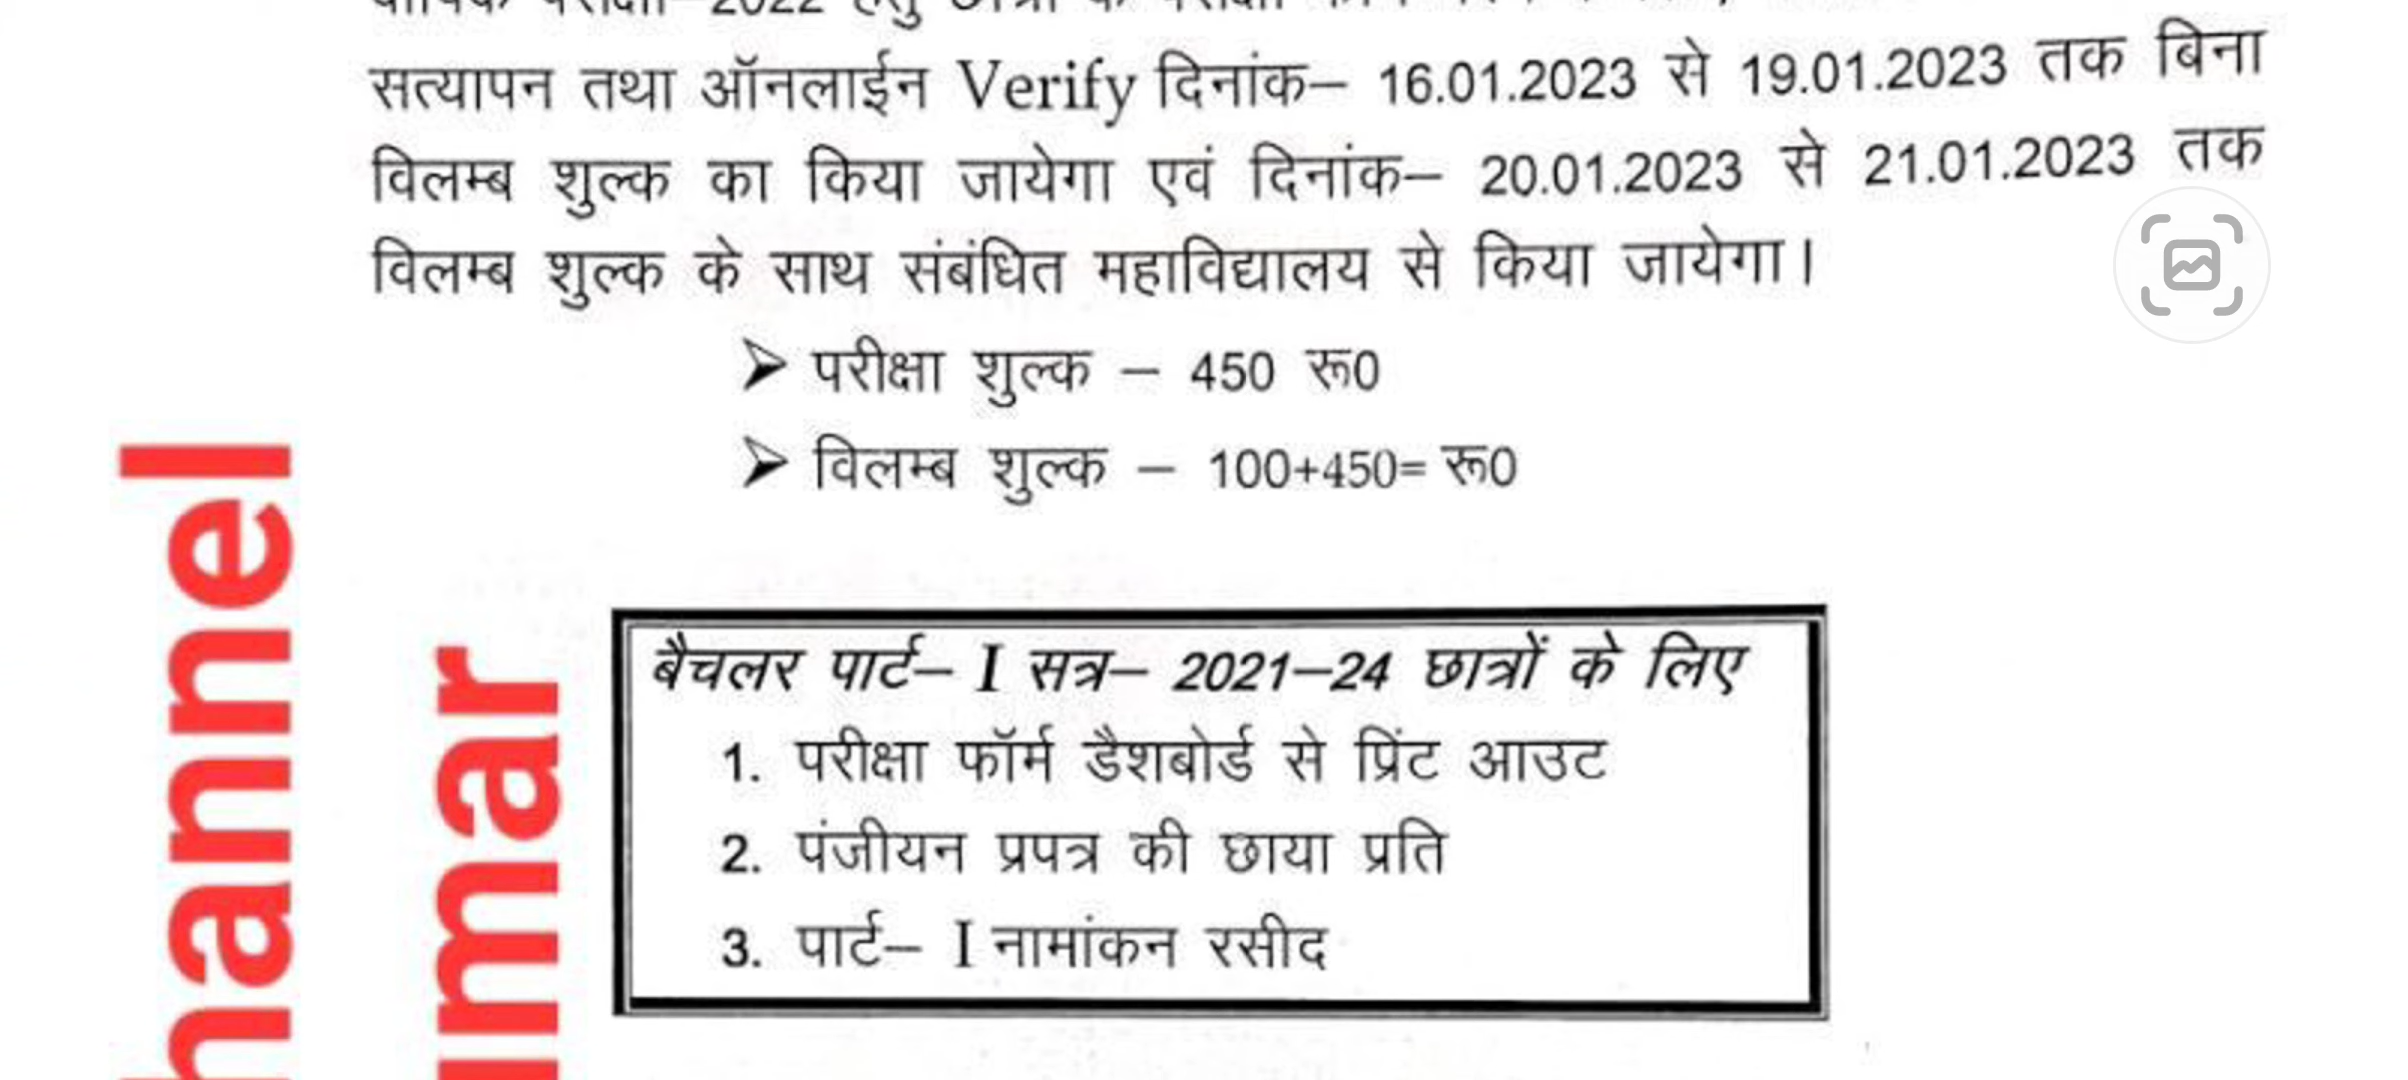 2022 हेतु
सत्यापन तथा ऑनलाईन Verify दिनांक– 16.01.2023 से 19.01.2023 तक बिना
विलम्ब शुल्क का किया जायेगा एवं दिनांक– 20.01.2023 से 21.01.2023 तक
विलम्ब शुल्क के साथ संबंधित महाविद्यालय से किया जायेगा।
➢ परीक्षा शुल्क – 450 रू0
➢ विलम्ब शुल्क – 100+450= रू0
बैचलर पार्ट– I सत्र– 2021–24 छात्रों के लिए
1. परीक्षा फॉर्म डैशबोर्ड से प्रिंट आउट
2. पंजीयन प्रपत्र की छाया प्रति
3. पार्ट– I नामांकन रसीद
hannel
umar